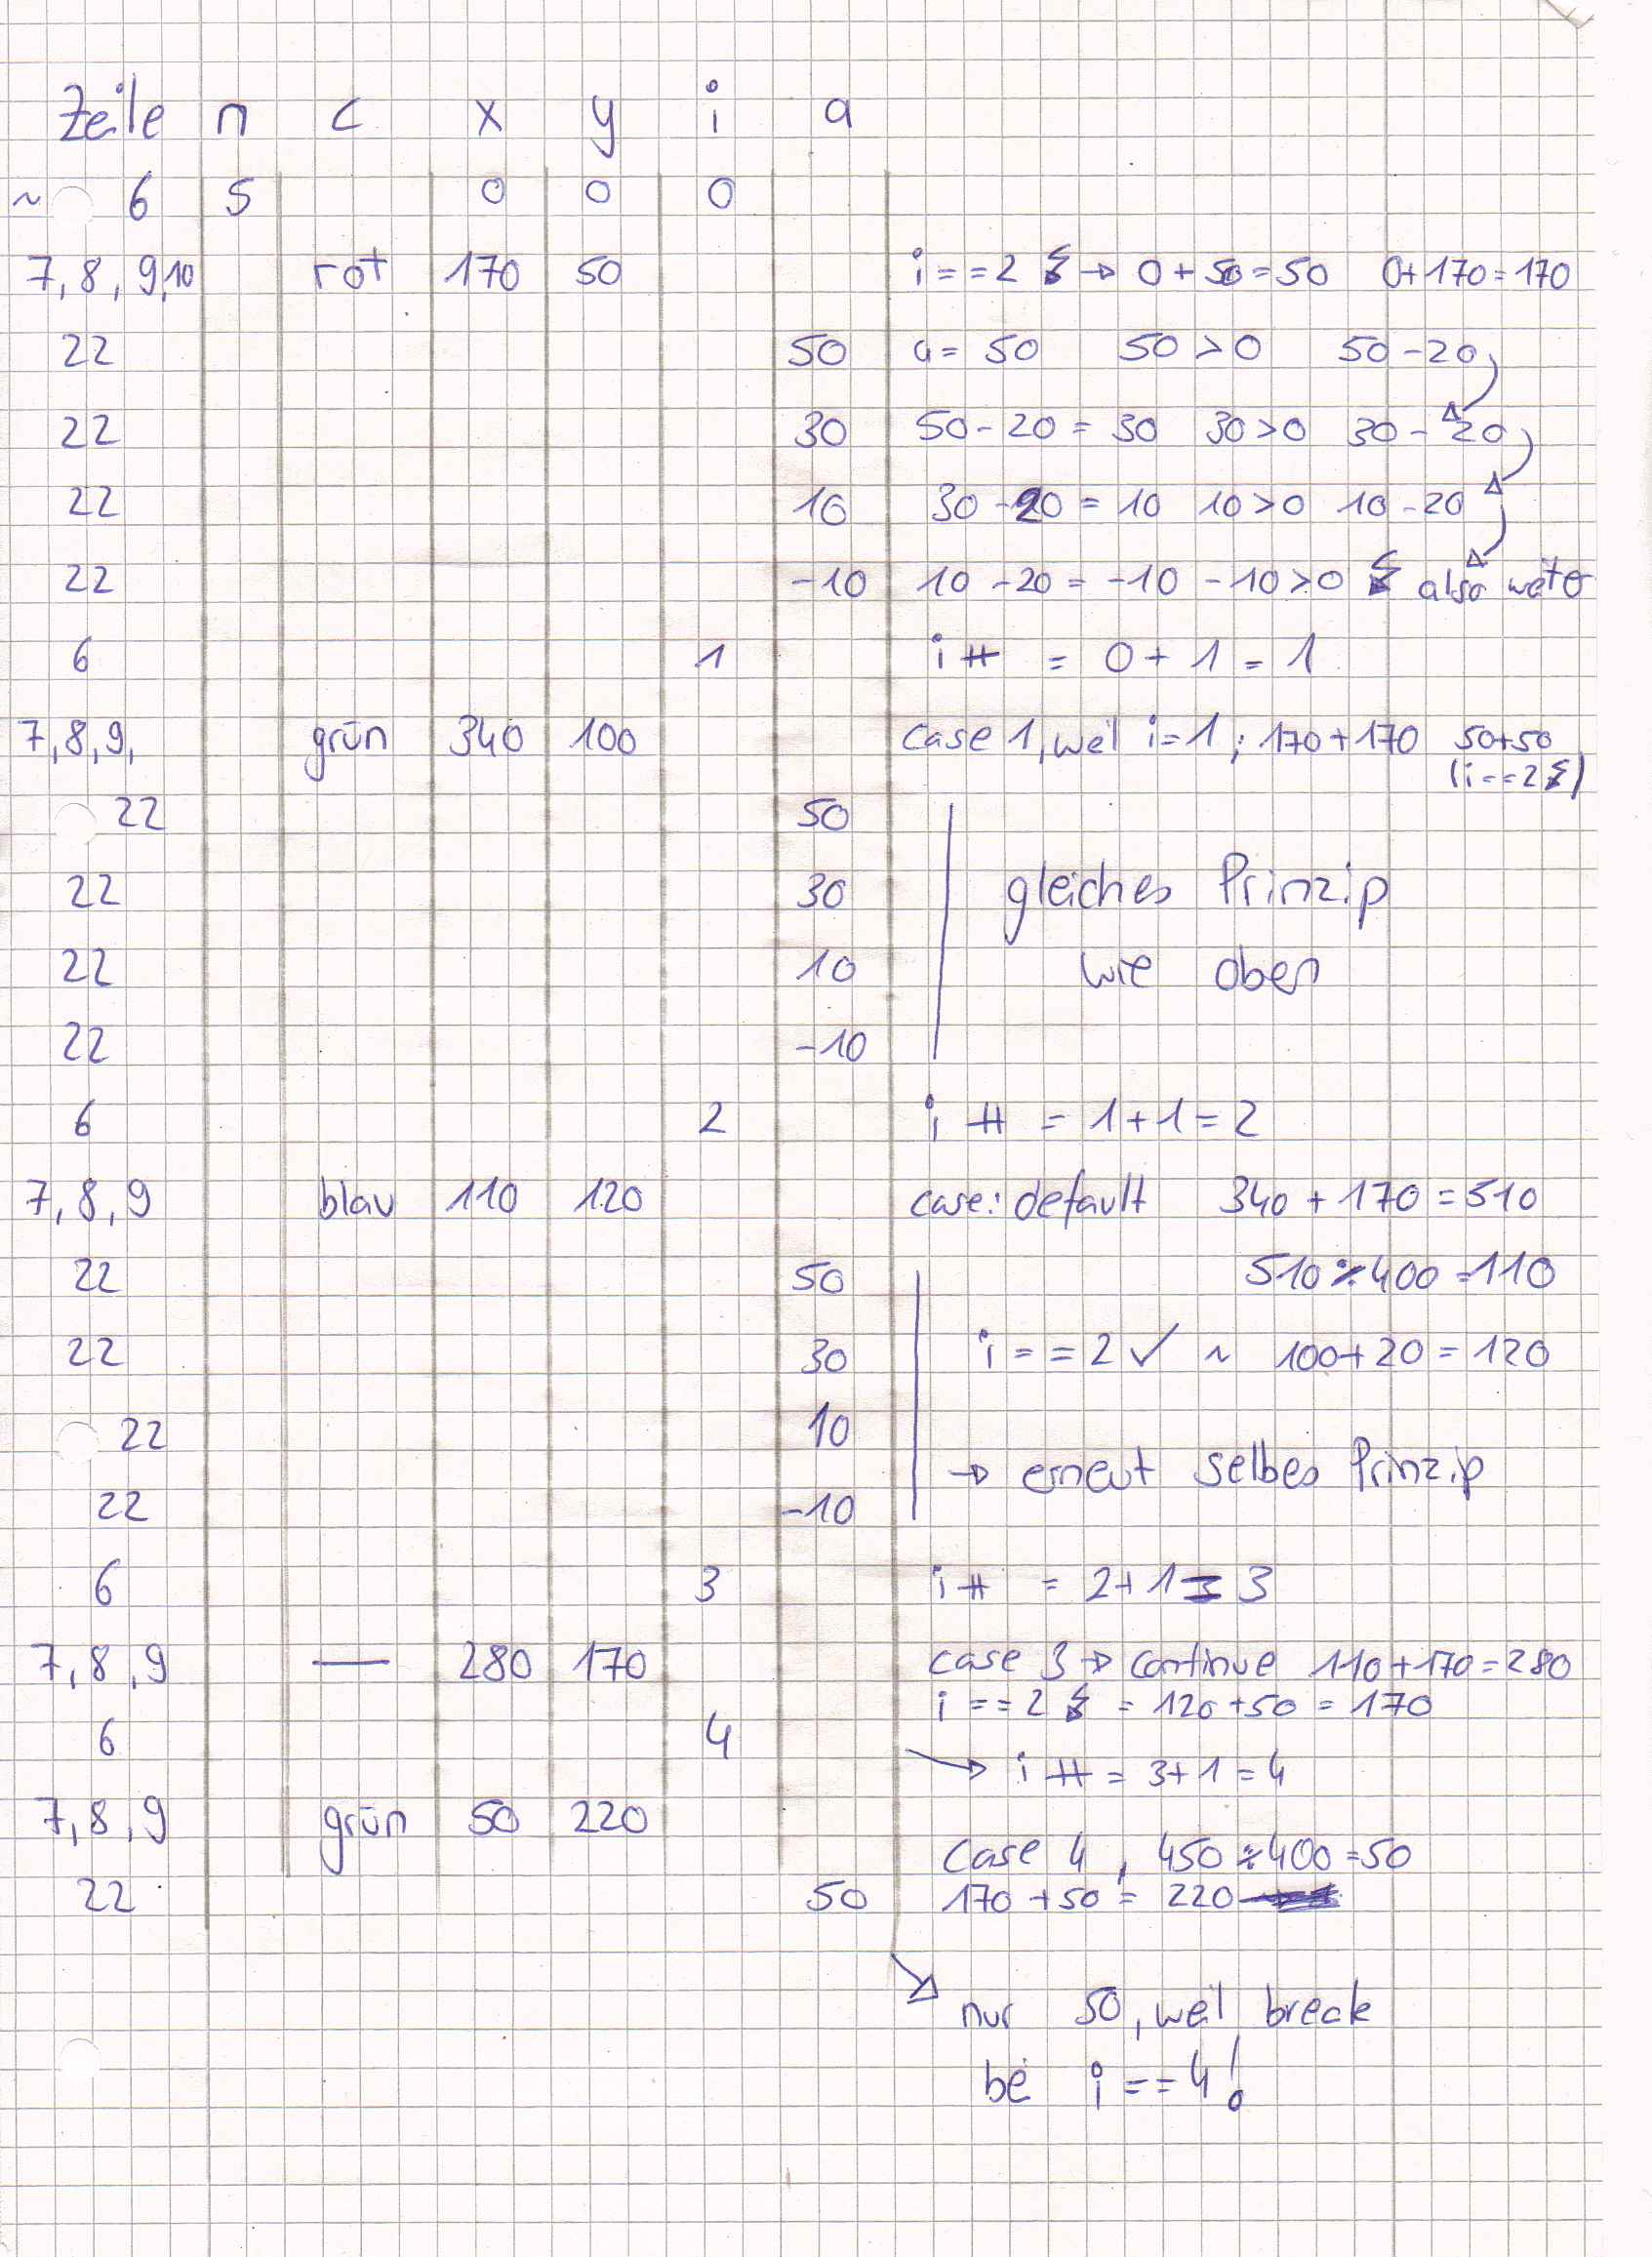 Zeile n c x y i a
~ 6 5 0 0 0
7, 8, 9, 10 rot 170 50 i==2 ↯ → 0+50=50 0+170=170
22 50 a= 50 50>0 50-20
22 30 50-20=30 30>0 30-20
22 10 30-20=10 10>0 10-20
22 -10 10-20=-10 -10>0 ↯ also weiter
6 1 i++ = 0+1=1
7, 8, 9, grün 340 100 case 1, weil i=1; 170+170 50+50
(i==2 ↯)
22 50
22 30 gleiches Prinzip
22 10 wie oben
22 -10
6 2 i++ = 1+1=2
7, 8, 9 blau 110 120 case: default 340+170=510
22 50 510%400=110
22 30 i==2 ✓ ~ 100+20=120
22 10
→ erneut selbes Prinzip
22 -10
6 3 i++ = 2+1=3
7, 8, 9 — 280 170 case 3 → continue 110+170=280
i==2 ↯ = 120+50=170
6 4
→ i++ = 3+1=4
7, 8, 9 grün 50 220
case 4, 450%400=50
22 50 170+50=220
→ nur 50, weil break
bei i==4!